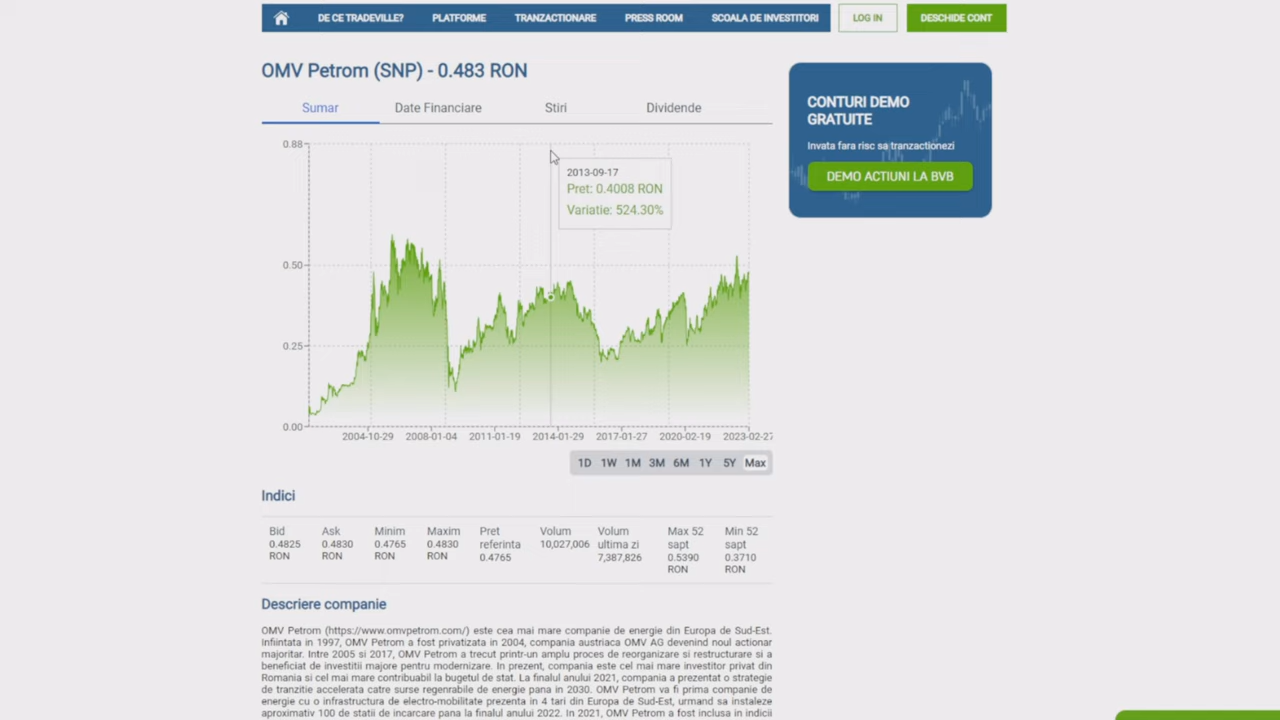 DE CE TRADEVILLE? PLATFORME TRANZACTIONARE PRESS ROOM SCOALA DE INVESTITORI LOG IN DESCHIDE CONT
OMV Petrom (SNP) - 0.483 RON
Sumar Date Financiare Stiri Dividende
CONTURI DEMO
GRATUITE
Invata fara risc sa tranzactionezi
DEMO ACTIUNI LA BVB
0.88
0.50
0.25
0.00
2013-09-17
Pret: 0.4008 RON
Variatie: 524.30%
2004-10-29 2008-01-04 2011-01-19 2014-01-29 2017-01-27 2020-02-19 2023-02-27
1D 1W 1M 3M 6M 1Y 5Y Max
Indici
Bid Ask Minim Maxim Pret Volum Volum Max 52 Min 52
0.4825 0.4830 0.4765 0.4830 referinta 10,027,006 ultima zi sapt sapt
RON RON RON RON 0.4765 7,387,826 0.5390 0.3710
RON RON
Descriere companie
OMV Petrom (https://www.omvpetrom.com/) este cea mai mare companie de energie din Europa de Sud-Est.
Infiintata in 1997, OMV Petrom a fost privatizata in 2004, compania austriaca OMV AG devenind noul actionar
majoritar. Intre 2005 si 2017, OMV Petrom a trecut printr-un amplu proces de reorganizare si restructurare si a
beneficiat de investitii majore pentru modernizare. In prezent, compania este cel mai mare investitor privat din
Romania si cel mai mare contribuabil la bugetul de stat. La finalul anului 2021, compania a prezentat o strategie
de tranzitie accelerata catre surse regenrabile de energie pana in 2030. OMV Petrom va fi prima companie de
energie cu o infrastructura de electro-mobilitate prezenta in 4 tari din Europa de Sud-Est, urmand sa instaleze
aproximativ 100 de statii de incarcare pana la finalul anului 2022. In 2021, OMV Petrom a fost inclusa in indicii